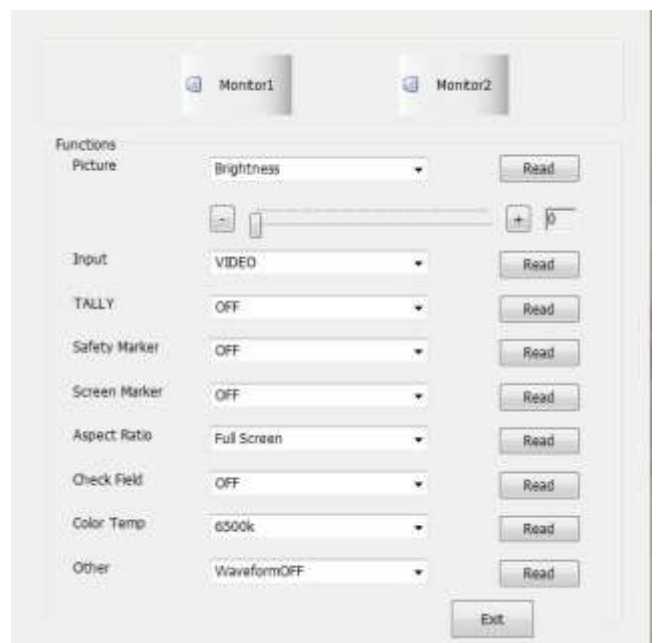 Monitor1 Monitor2
Functions
Picture Brightness Read
- + 0
Input VIDEO Read
TALLY OFF Read
Safety Marker OFF Read
Screen Marker OFF Read
Aspect Ratio Full Screen Read
Check Field OFF Read
Color Temp 6500k Read
Other WaveformOFF Read
Exit